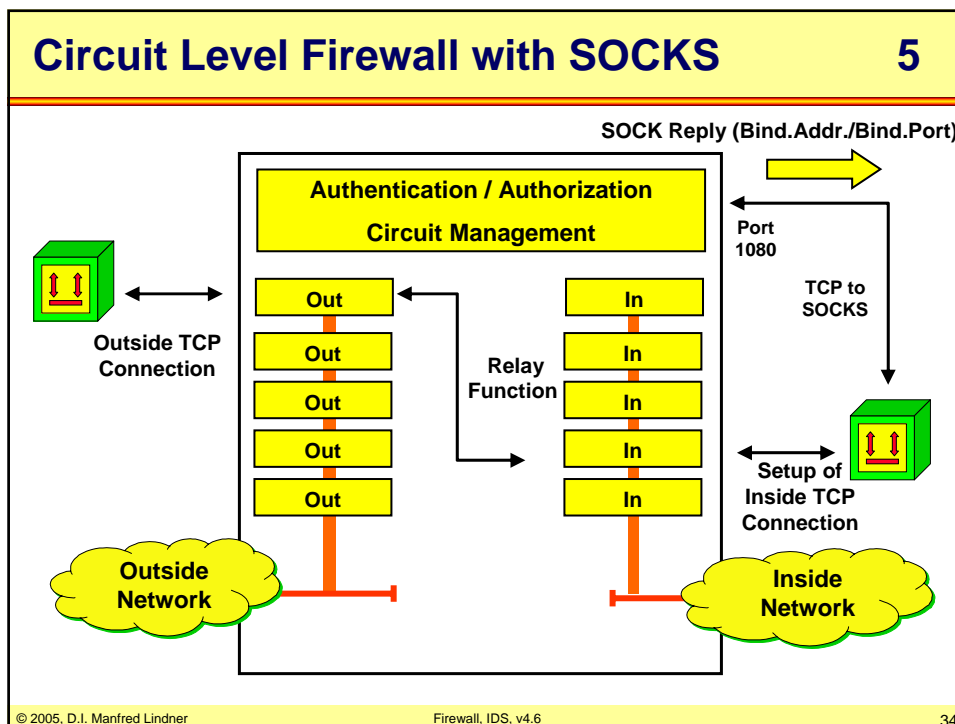 Circuit Level Firewall with SOCKS 5
SOCK Reply (Bind.Addr./Bind.Port)
Authentication / Authorization
Circuit Management
Port
1080
TCP to
SOCKS
Outside TCP
Connection
Out
Out
Out
Out
Out
Relay
Function
In
In
In
In
In
Setup of
Inside TCP
Connection
Outside
Network
Inside
Network
© 2005, D.I. Manfred Lindner
Firewall, IDS, v4.6
34